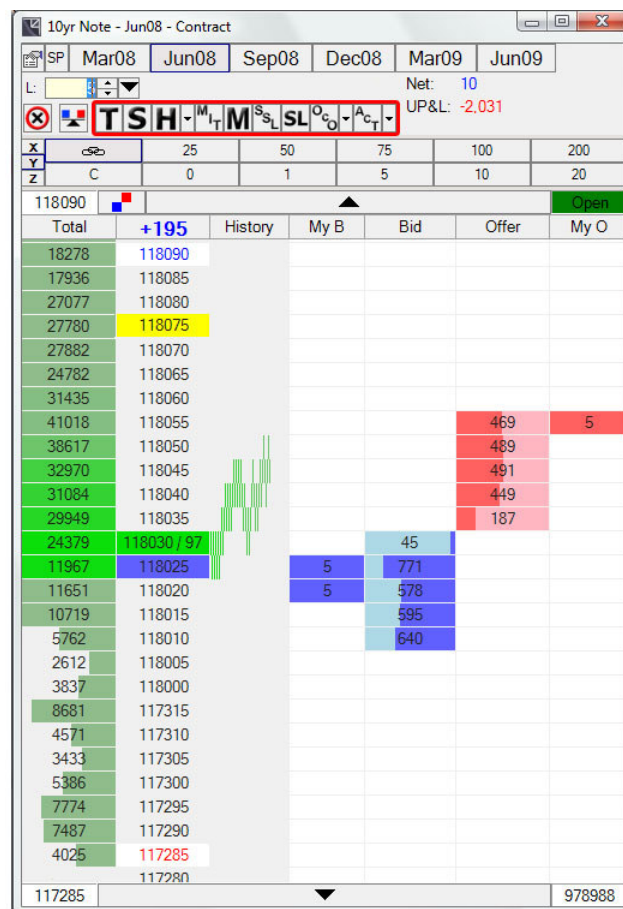 10yr Note - Jun08 - Contract
SP Mar08 Jun08 Sep08 Dec08 Mar09 Jun09
L: Net: 10
T S H MIT M SSL SL OCO ACT UP&L: -2,031
X 25 50 75 100 200
Y
Z C 0 1 5 10 20
118090 Open
Total +195 History My B Bid Offer My O
18278 118090
17936 118085
27077 118080
27780 118075
27882 118070
24782 118065
31435 118060
41018 118055 469 5
38617 118050 489
32970 118045 491
31084 118040 449
29949 118035 187
24379 118030 / 97 45
11967 118025 5 771
11651 118020 5 578
10719 118015 595
5762 118010 640
2612 118005
3837 118000
8681 117315
4571 117310
3433 117305
5386 117300
7774 117295
7487 117290
4025 117285
117280
117285 978988